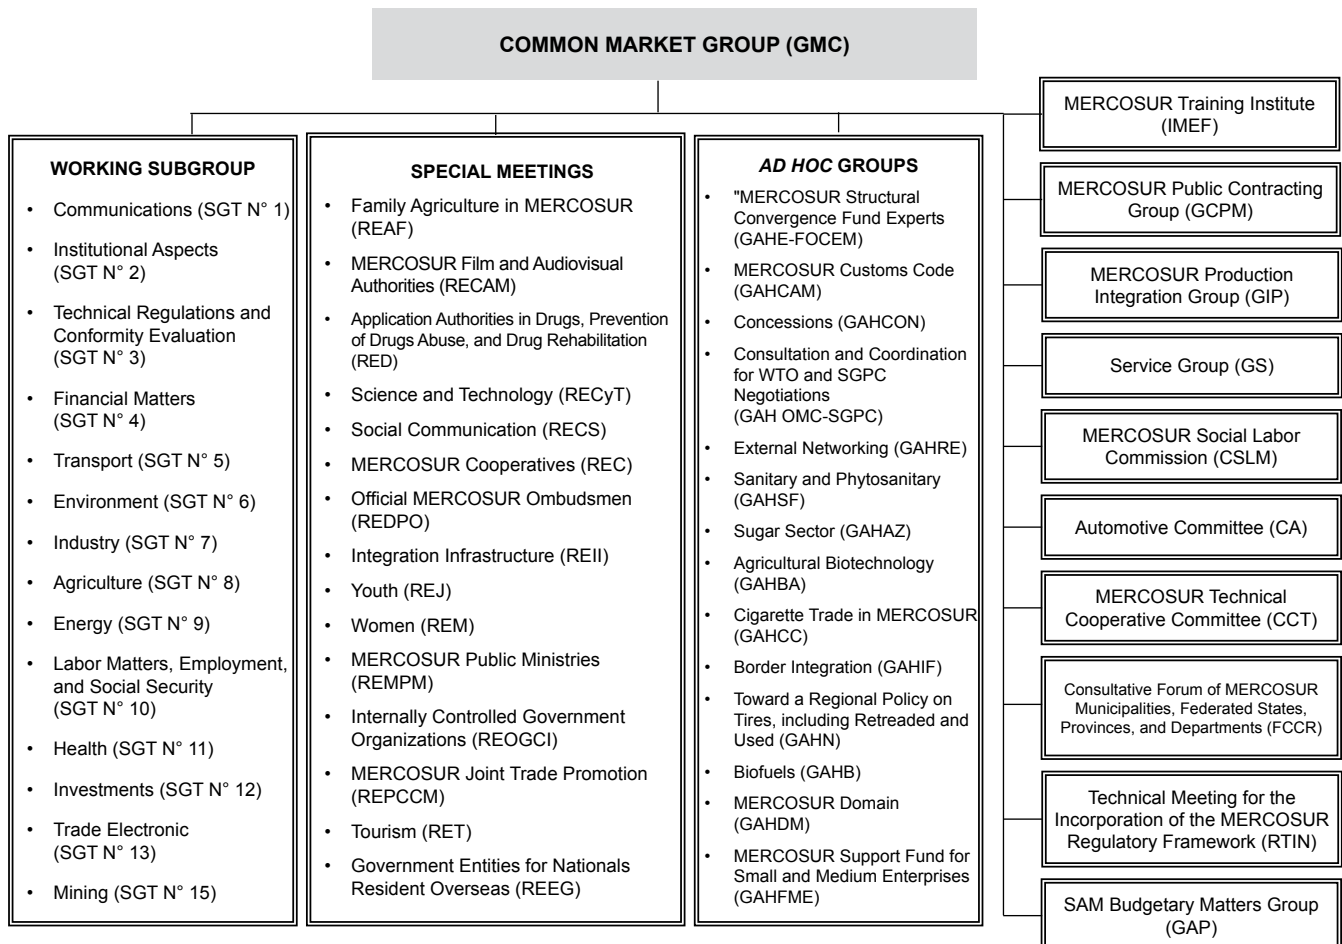 COMMON MARKET GROUP (GMC)
WORKING SUBGROUP
• Communications (SGT N° 1)
• Institutional Aspects
(SGT N° 2)
• Technical Regulations and
Conformity Evaluation
(SGT N° 3)
• Financial Matters
(SGT N° 4)
• Transport (SGT N° 5)
• Environment (SGT N° 6)
• Industry (SGT N° 7)
• Agriculture (SGT N° 8)
• Energy (SGT N° 9)
• Labor Matters, Employment,
and Social Security
(SGT N° 10)
• Health (SGT N° 11)
• Investments (SGT N° 12)
• Trade Electronic
(SGT N° 13)
• Mining (SGT N° 15)
SPECIAL MEETINGS
• Family Agriculture in MERCOSUR
(REAF)
• MERCOSUR Film and Audiovisual
Authorities (RECAM)
• Application Authorities in Drugs, Prevention
of Drugs Abuse, and Drug Rehabilitation
(RED)
• Science and Technology (RECyT)
• Social Communication (RECS)
• MERCOSUR Cooperatives (REC)
• Official MERCOSUR Ombudsmen
(REDPO)
• Integration Infrastructure (REII)
• Youth (REJ)
• Women (REM)
• MERCOSUR Public Ministries
(REMPM)
• Internally Controlled Government
Organizations (REOGCI)
• MERCOSUR Joint Trade Promotion
(REPCCM)
• Tourism (RET)
• Government Entities for Nationals
Resident Overseas (REEG)
AD HOC GROUPS
• "MERCOSUR Structural
Convergence Fund Experts
(GAHE-FOCEM)
• MERCOSUR Customs Code
(GAHCAM)
• Concessions (GAHCON)
• Consultation and Coordination
for WTO and SGPC
Negotiations
(GAH OMC-SGPC)
• External Networking (GAHRE)
• Sanitary and Phytosanitary
(GAHSF)
• Sugar Sector (GAHAZ)
• Agricultural Biotechnology
(GAHBA)
• Cigarette Trade in MERCOSUR
(GAHCC)
• Border Integration (GAHIF)
• Toward a Regional Policy on
Tires, including Retreaded and
Used (GAHN)
• Biofuels (GAHB)
• MERCOSUR Domain
(GAHDM)
• MERCOSUR Support Fund for
Small and Medium Enterprises
(GAHFME)
MERCOSUR Training Institute
(IMEF)
MERCOSUR Public Contracting
Group (GCPM)
MERCOSUR Production
Integration Group (GIP)
Service Group (GS)
MERCOSUR Social Labor
Commission (CSLM)
Automotive Committee (CA)
MERCOSUR Technical
Cooperative Committee (CCT)
Consultative Forum of MERCOSUR
Municipalities, Federated States,
Provinces, and Departments (FCCR)
Technical Meeting for the
Incorporation of the MERCOSUR
Regulatory Framework (RTIN)
SAM Budgetary Matters Group
(GAP)